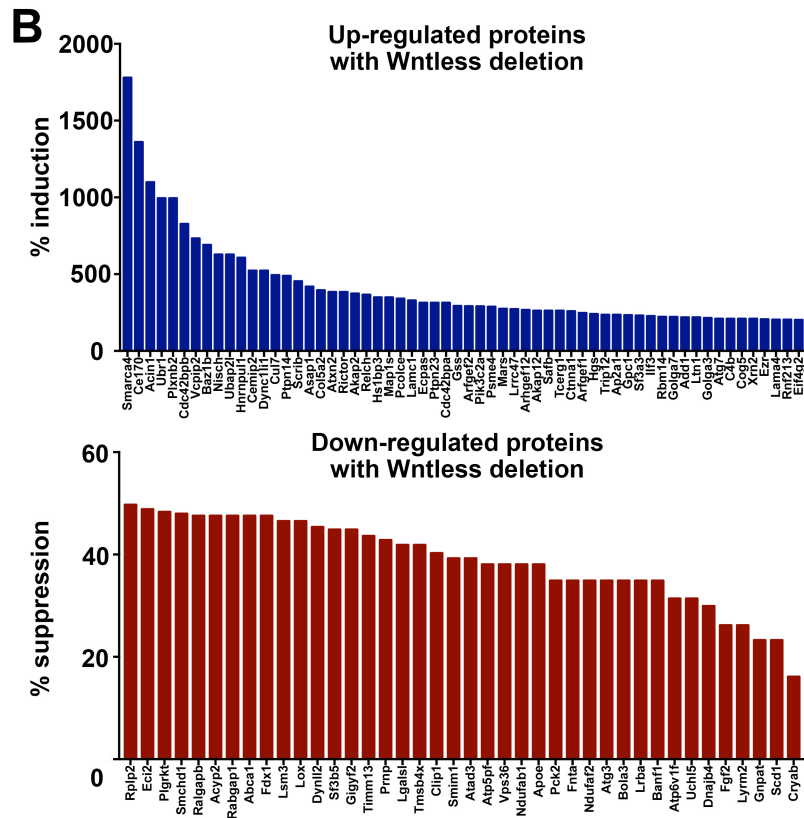 B
Up-regulated proteins
with Wntless deletion
% induction
2000
1500
1000
500
0
Smarca4
Ce170
Acin1
Ubr1
Plxnb2
Cdc42bpb
Vcpip2
Baz1b
Nisch
Ubap2l
Hnrnpul1
Cemip2
Dync1li1
Cul7
Ptpn14
Scrib
Asap1
Col5a2
Atxn2
Rictor
Akap2
Relch
Hs1bp3
Map1s
Pcolce
Lamc1
Ecpas
Ptpn23
Cdc42bpa
Gss
Arfgef2
Pik3c2a
Psme4
Mars
Lrrc47
Arhgef12
Akap12
Safb
Tcerg1
Ctnna1
Arfgef1
Hgs
Trip12
Ap2a1
Gpc1
Sf3a3
Ilf3
Rbm14
Golga7
Add1
Ltn1
Golga3
Atg7
C4b
Cog5
Xrn2
Ezr
Lama4
Rnf213
Eif4g2
Down-regulated proteins
with Wntless deletion
% suppression
60
40
20
0
Rplp2
Eci2
Plgrkt
Smchd1
Ralgapb
Acyp2
Rabgap1
Abca1
Fdx1
Lsm3
Lox
Dynll2
Sf3b5
Gigyf2
Timm13
Prnp
Lgalsl
Tmsb4x
Clip1
Smim1
Atad3
Atp5pf
Vps36
Ndufab1
Apoe
Pck2
Fnta
Ndufaf2
Atg3
Bola3
Lrba
Banf1
Atp6v1f
Uchl5
Dnajb4
Fgf2
Lyrm2
Gnpat
Scd1
Cryab